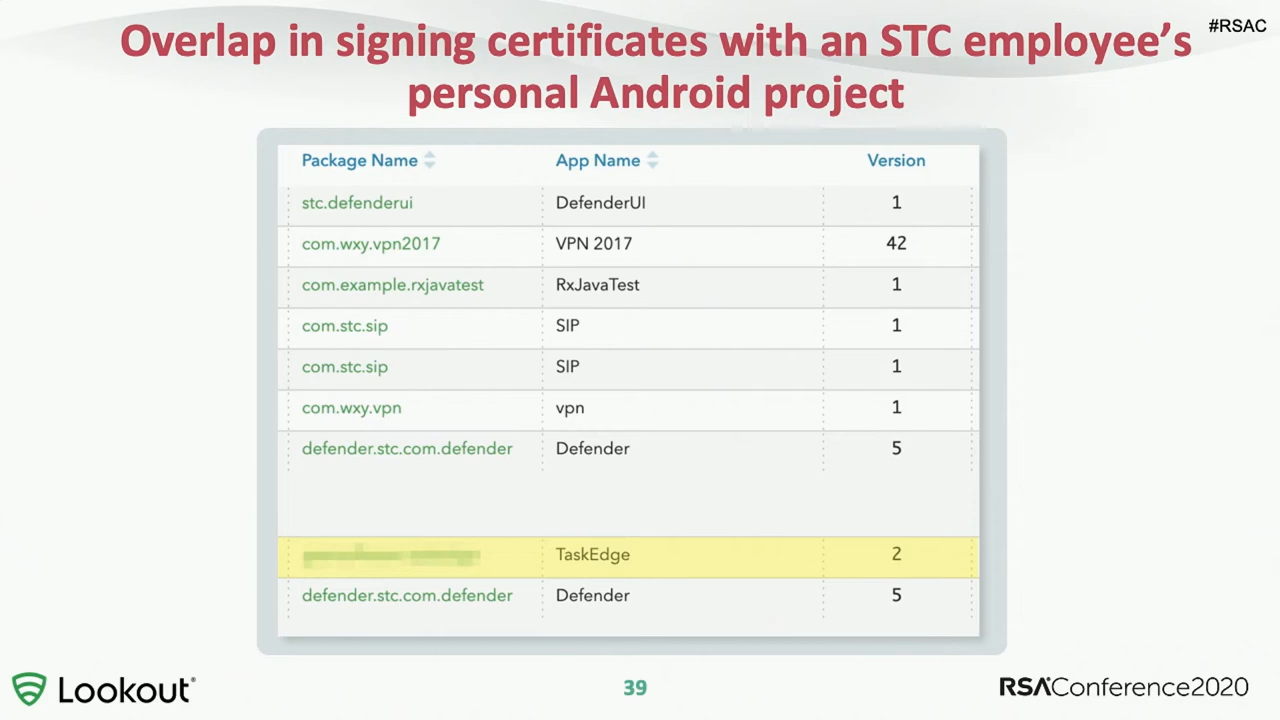 #RSAC
Overlap in signing certificates with an STC employee's
personal Android project
Package Name App Name Version
stc.defenderui DefenderUI 1
com.wxy.vpn2017 VPN 2017 42
com.example.rxjavatest RxJavaTest 1
com.stc.sip SIP 1
com.stc.sip SIP 1
com.wxy.vpn vpn 1
defender.stc.com.defender Defender 5
TaskEdge 2
defender.stc.com.defender Defender 5
Lookout®
39
RSA Conference2020